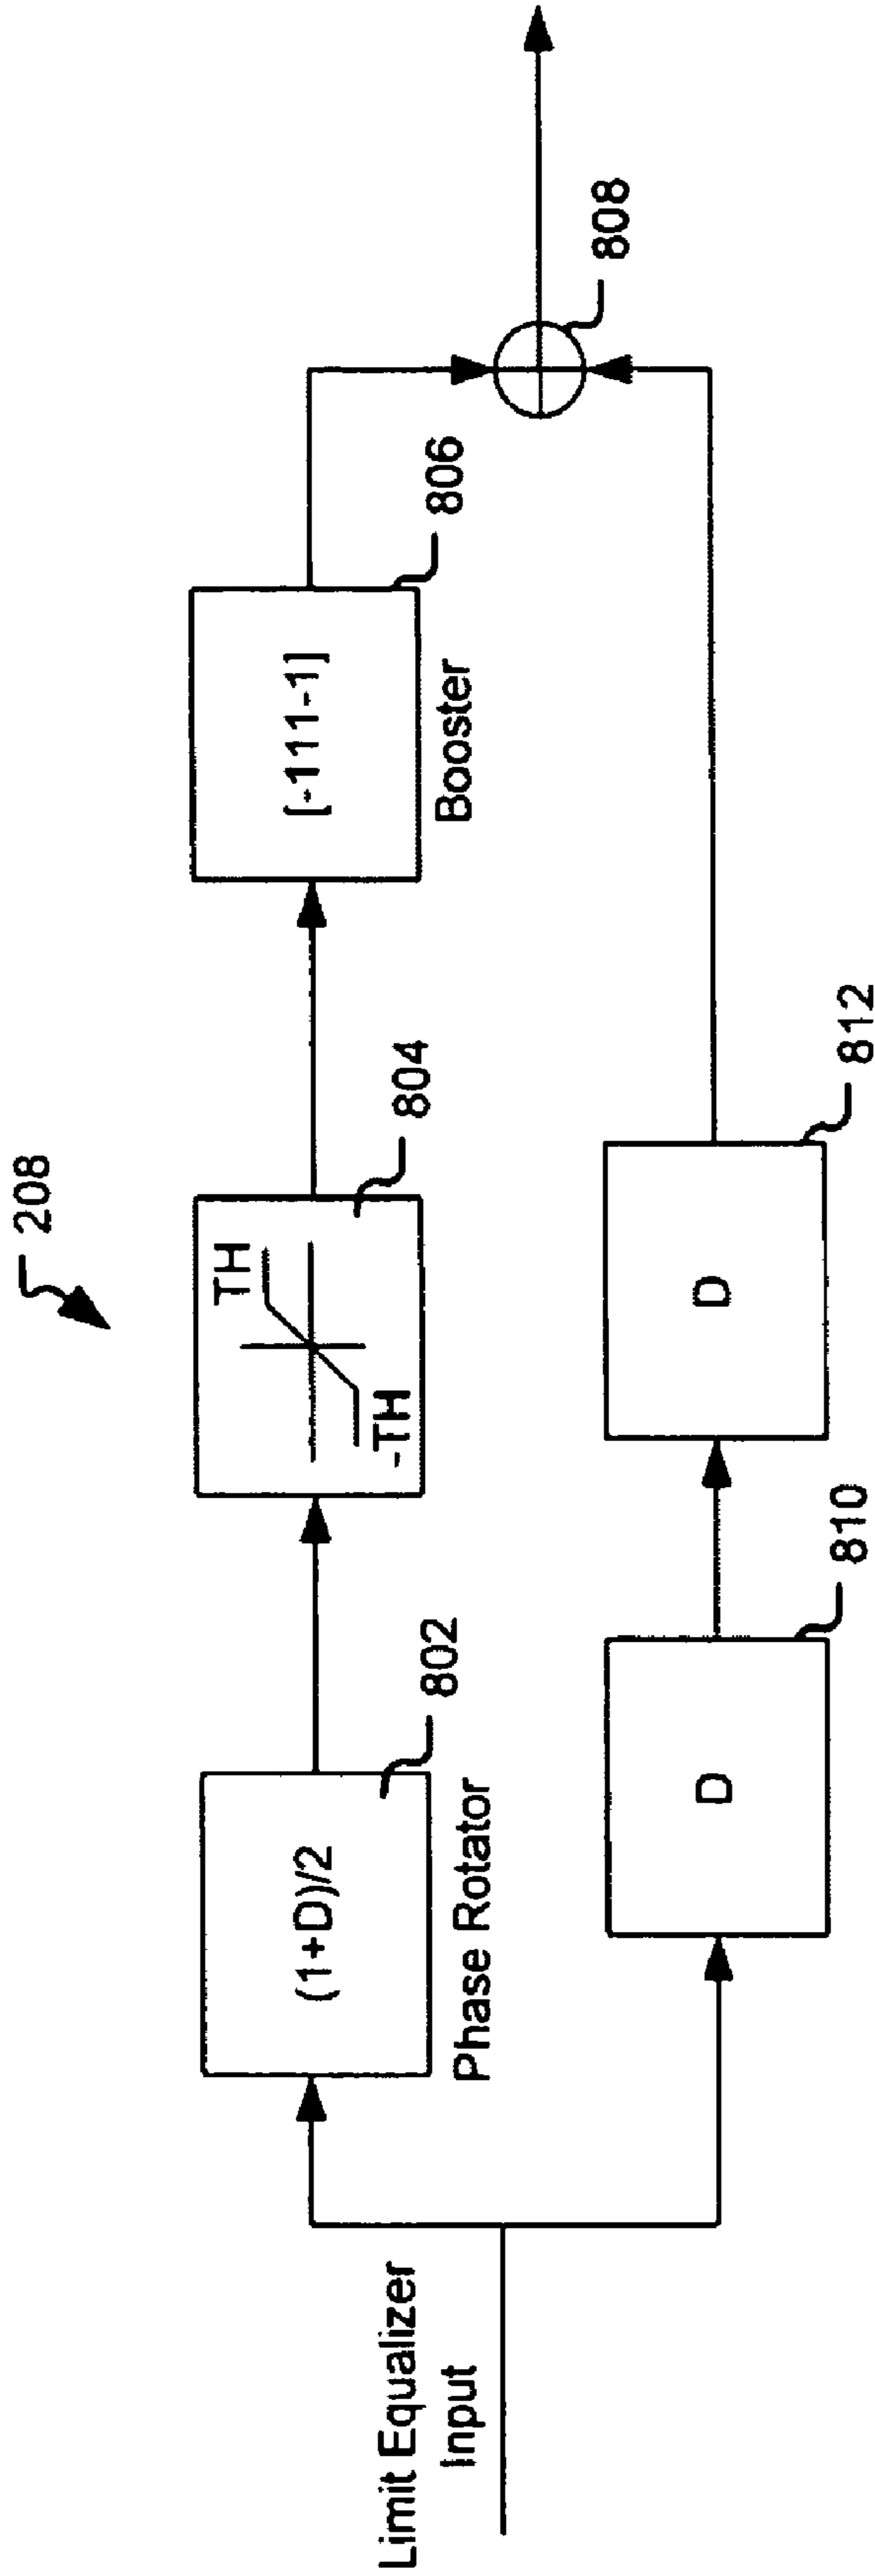 208
Limit Equalizer
Input
(1+D)/2
802
Phase Rotator
TH
-TH
804
[-111-1]
806
Booster
808
D
810
D
812